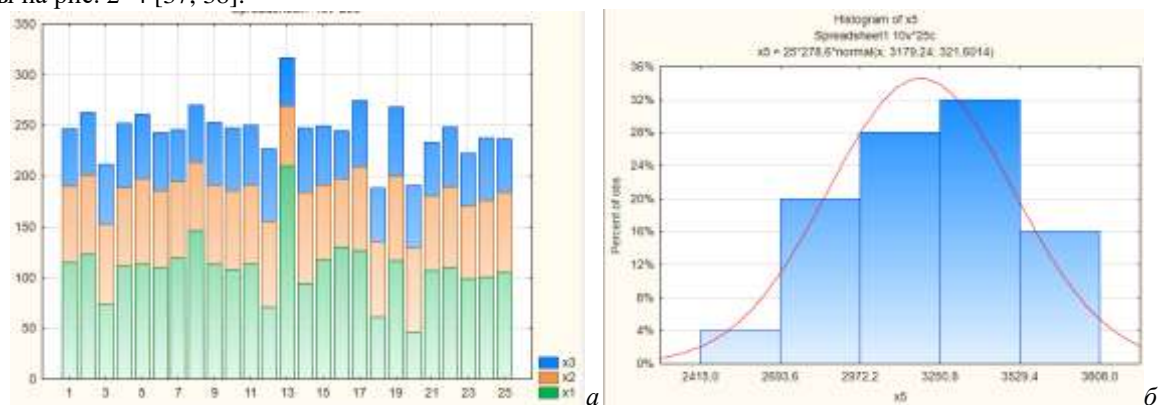 ы на рис. 2–4 [37, 38].
350
300
250
200
150
100
50
0
1 3 5 7 9 11 13 15 17 19 21 23 25
x3
x2
x1
а
Histogram of x5
Spreadsheet1 10v*25c
x5 = 25*278,6*normal(x; 3179,24; 321,6014)
36%
32%
28%
24%
20%
16%
12%
8%
4%
0%
Percent of obs
2415,0 2693,6 2972,2 3250,8 3529,4 3808,0
x5
б